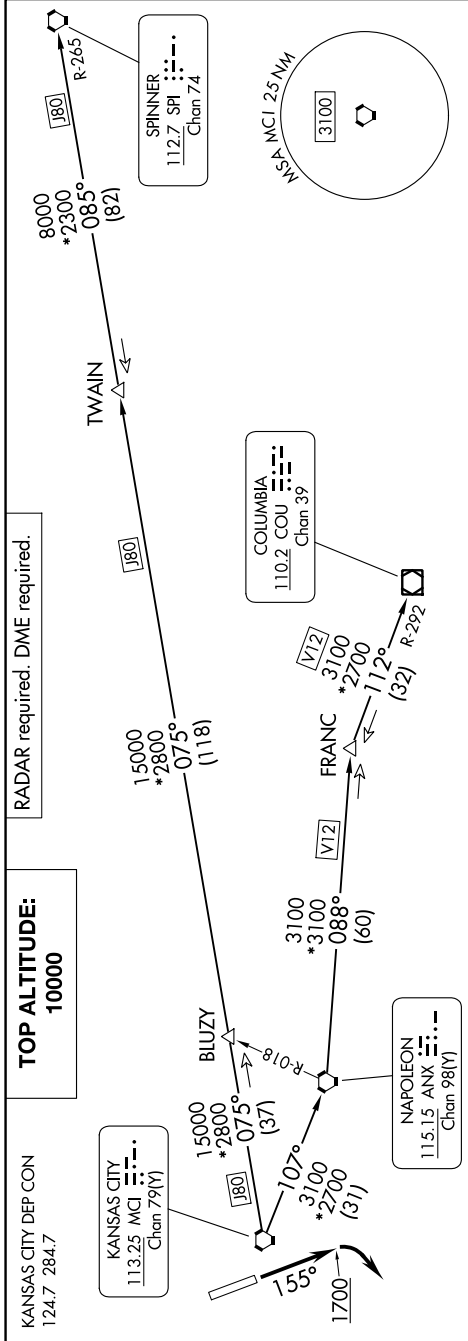 KANSAS CITY DEP CON
124.7 284.7
TOP ALTITUDE:
10000
RADAR required. DME required.
KANSAS CITY
113.25 MCI
Chan 79(Y)
155°
1700
J80
15000
*2800
075°
(37)
BLUZY
R-018
107°
3100
*2700
(31)
NAPOLEON
115.15 ANX
Chan 98(Y)
15000
*2800
075°
(118)
J80
TWAIN
3100
*3100
088°
(60)
V12
FRANC
V12
3100
*2700
112°
(32)
R-292
COLUMBIA
110.2 COU
Chan 39
8000
*2300
085°
(82)
J80
R-265
SPINNER
112.7 SPI
Chan 74
MSA MCI 25 NM
3100